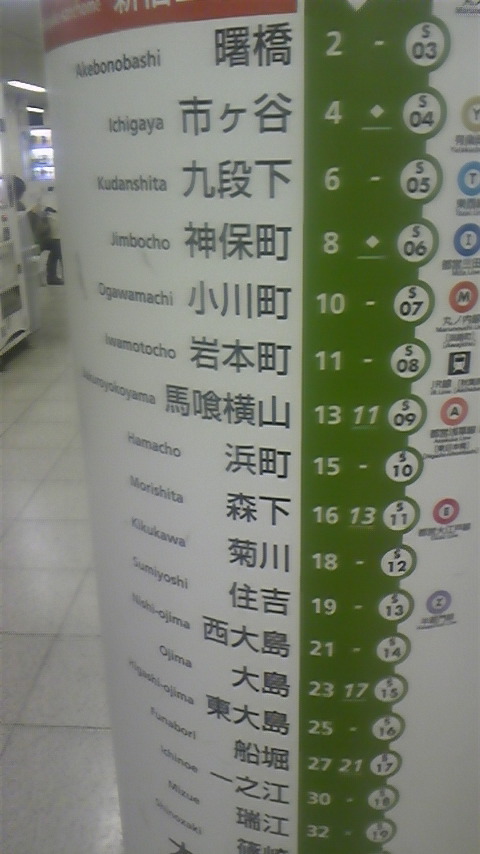 Akebonobashi 曙橋 2 - S 03
Ichigaya 市ヶ谷 4 ◆ S 04 Y
Kudanshita 九段下 6 - S 05 T
Jimbocho 神保町 8 ◆ S 06 I
Ogawamachi 小川町 10 - S 07 M
Iwamotocho 岩本町 11 - S 08
馬喰横山 13 11 S 09 A
Hamacho 浜町 15 - S 10
Morishita 森下 16 13 S 11 E
Kikukawa 菊川 18 - S 12
Sumiyoshi 住吉 19 - S 13 Z
Nishi-ojima 西大島 21 - S 14
Ojima 大島 23 17 S 15
Higashi-ojima 東大島 25 - S 16
Funabori 船堀 27 21 S 17
Ichinoe 一之江 30 - S 18
Mizue 瑞江 32 - S 19
Shinozaki 篠崎